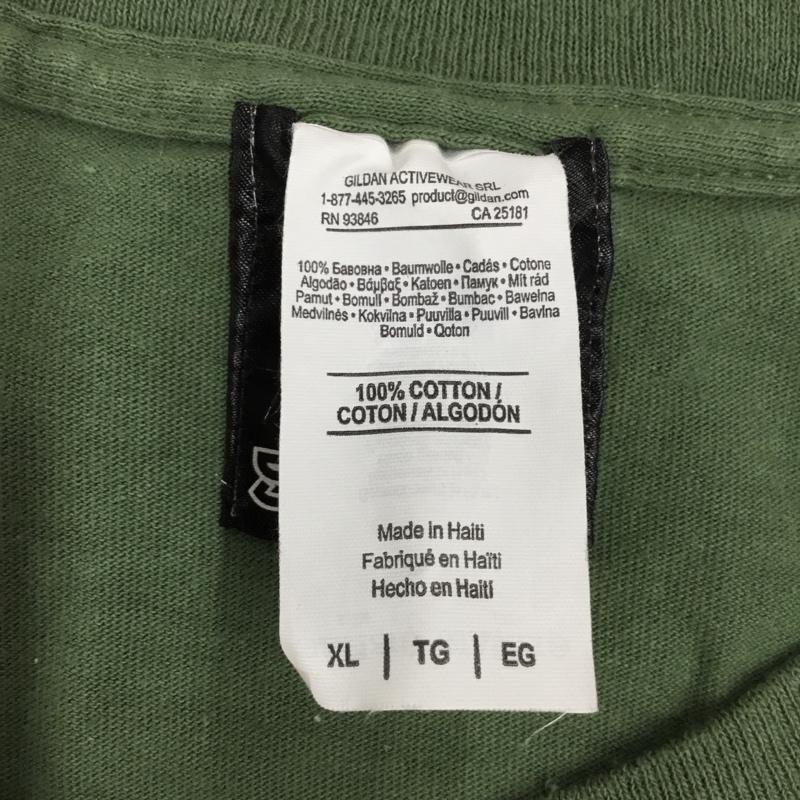 GILDAN ACTIVEWEAR SRL
1-877-445-3265 product@gildan.com
RN 93846 CA 25181
100% Бавовна • Baumwolle • Cadás • Cotone
Algodão • Βάμβαξ • Katoen • Памук • Mït rád
Pamut • Bomull • Bombaž • Bumbac • Bawełna
Medvilnės • Kokvilna • Puuvilla • Puuvill • Bavlna
Bomuld • Qoton
100% COTTON /
COTON / ALGODÓN
Made in Haiti
Fabriqué en Haïti
Hecho en Haití
XL | TG | EG